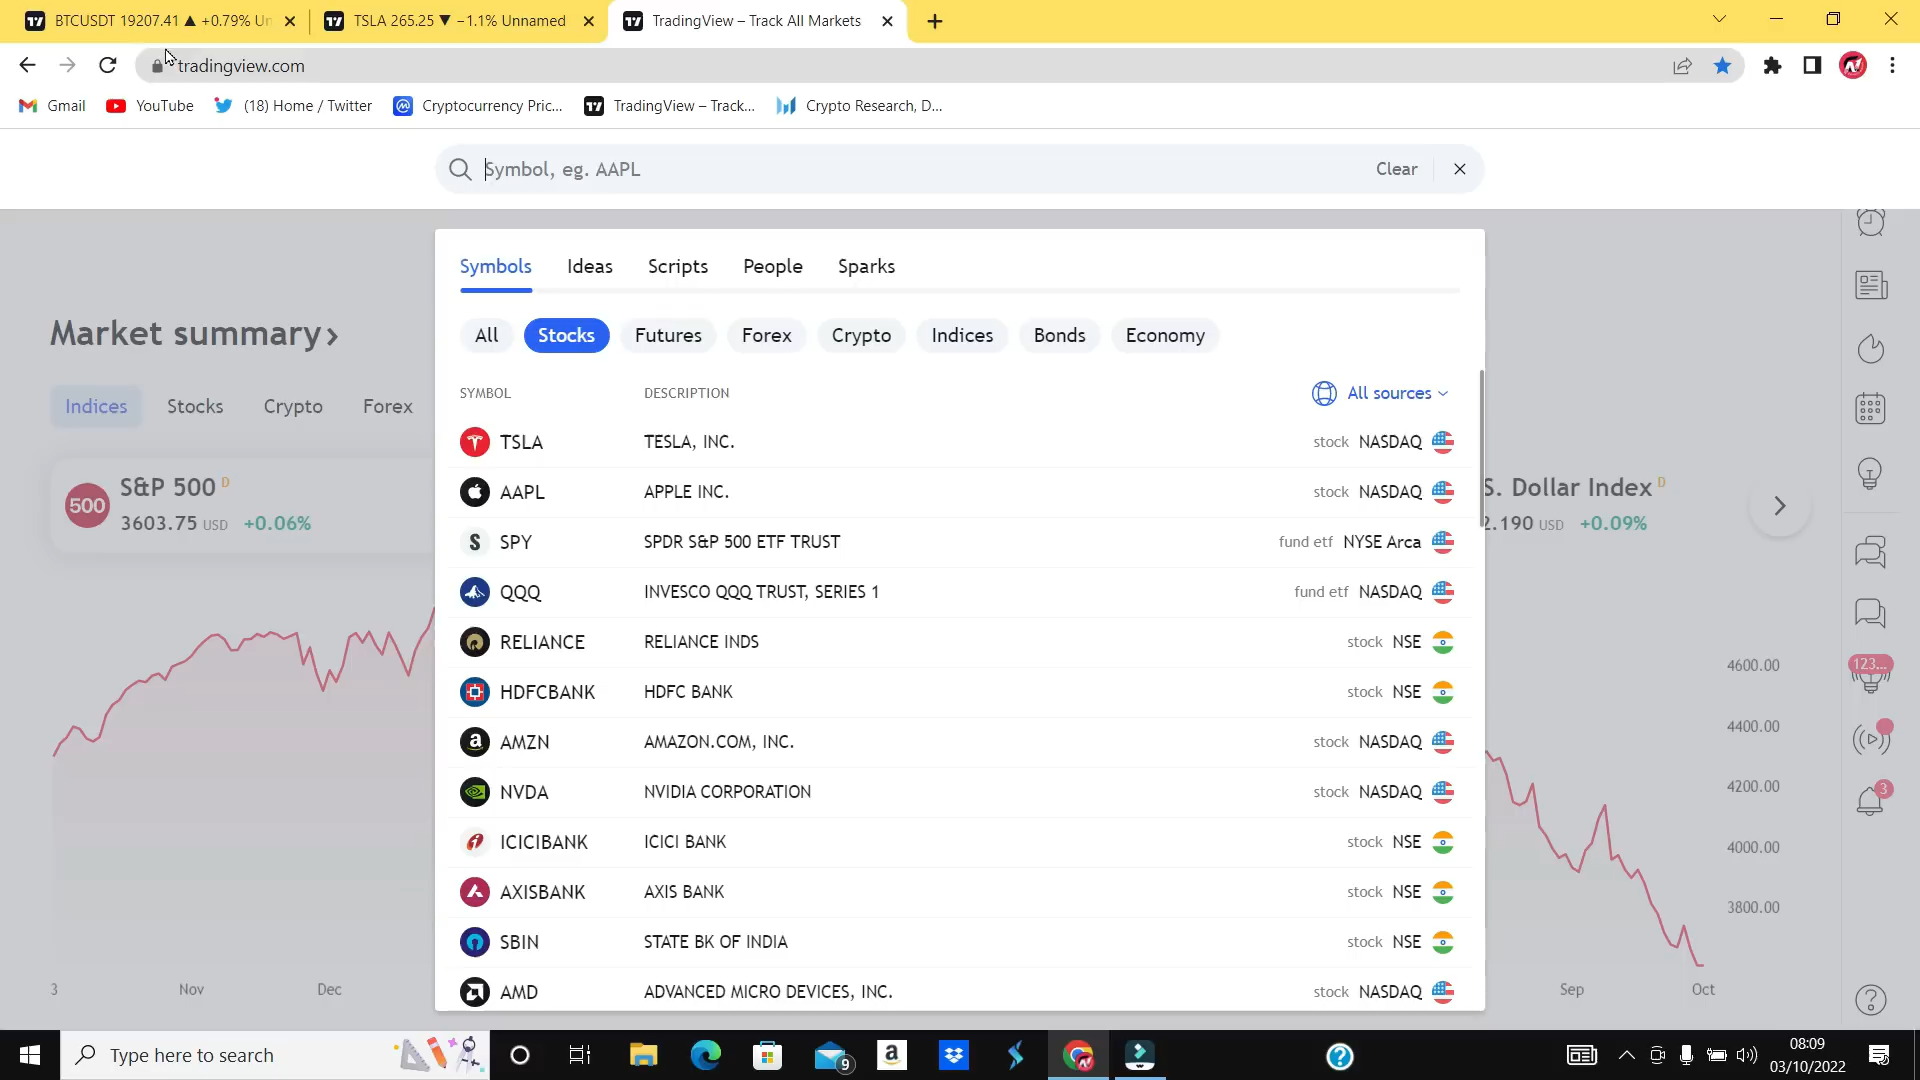 BTCUSDT 19207.41 ▲ +0.79% Un
TSLA 265.25 ▼ −1.1% Unnamed
TradingView – Track All Markets
tradingview.com
Gmail
YouTube
(18) Home / Twitter
Cryptocurrency Pric...
TradingView – Track...
Crypto Research, D...
Symbol, eg. AAPL
Clear
Symbols Ideas Scripts People Sparks
All Stocks Futures Forex Crypto Indices Bonds Economy
SYMBOL DESCRIPTION All sources
TSLA TESLA, INC. stock NASDAQ
AAPL APPLE INC. stock NASDAQ
SPY SPDR S&P 500 ETF TRUST fund etf NYSE Arca
QQQ INVESCO QQQ TRUST, SERIES 1 fund etf NASDAQ
RELIANCE RELIANCE INDS stock NSE
HDFCBANK HDFC BANK stock NSE
AMZN AMAZON.COM, INC. stock NASDAQ
NVDA NVIDIA CORPORATION stock NASDAQ
ICICIBANK ICICI BANK stock NSE
AXISBANK AXIS BANK stock NSE
SBIN STATE BK OF INDIA stock NSE
AMD ADVANCED MICRO DEVICES, INC. stock NASDAQ
Market summary
Indices Stocks Crypto Forex
500
S&P 500 D
3603.75 USD +0.06%
S. Dollar Index D
2.190 USD +0.09%
4600.00
4400.00
4200.00
4000.00
3800.00
3 Nov Dec Sep Oct
123...
3
Type here to search
9
08:09
03/10/2022